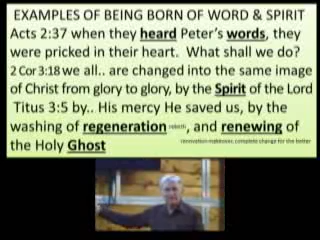 EXAMPLES OF BEING BORN OF WORD & SPIRIT
Acts 2:37 when they heard Peter's words, they
were pricked in their heart. What shall we do?
2 Cor 3:18 we all.. are changed into the same image
of Christ from glory to glory, by the Spirit of the Lord
Titus 3:5 by.. His mercy He saved us, by the
washing of regeneration rebirth, and renewing of
the Holy Ghost renovation makeover, complete change for the better